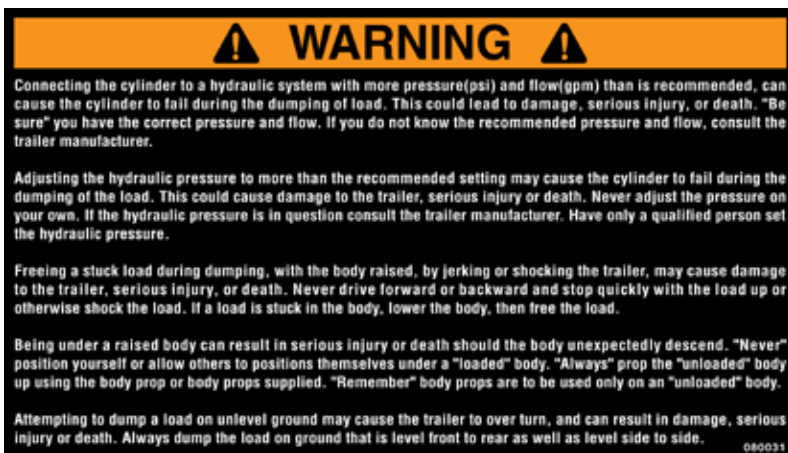 WARNING
Connecting the cylinder to a hydraulic system with more pressure(psi) and flow(gpm) than is recommended, can
cause the cylinder to fail during the dumping of load. This could lead to damage, serious injury, or death. "Be
sure" you have the correct pressure and flow. If you do not know the recommended pressure and flow, consult the
trailer manufacturer.
Adjusting the hydraulic pressure to more than the recommended setting may cause the cylinder to fail during the
dumping of the load. This could cause damage to the trailer, serious injury or death. Never adjust the pressure on
your own. If the hydraulic pressure is in question consult the trailer manufacturer. Have only a qualified person set
the hydraulic pressure.
Freeing a stuck load during dumping, with the body raised, by jerking or shocking the trailer, may cause damage
to the trailer, serious injury, or death. Never drive forward or backward and stop quickly with the load up or
otherwise shock the load. If a load is stuck in the body, lower the body, then free the load.
Being under a raised body can result in serious injury or death should the body unexpectedly descend. "Never"
position yourself or allow others to positions themselves under a "loaded" body. "Always" prop the "unloaded" body
up using the body prop or body props supplied. "Remember" body props are to be used only on an "unloaded" body.
Attempting to dump a load on unlevel ground may cause the trailer to over turn, and can result in damage, serious
injury or death. Always dump the load on ground that is level front to rear as well as level side to side.
080031